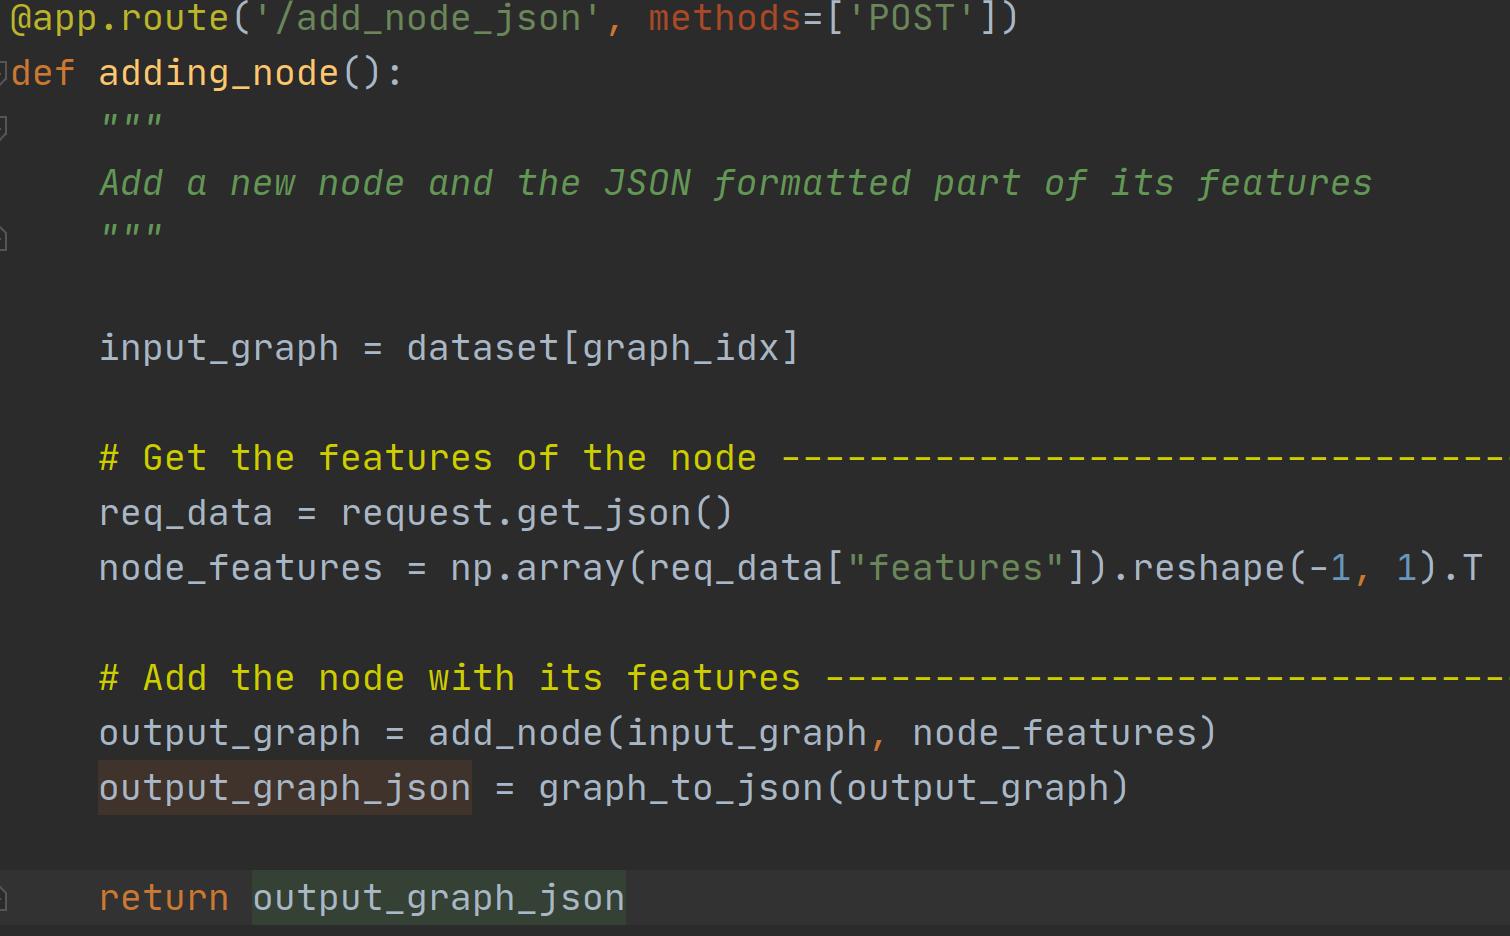 @app.route('/add_node_json', methods=['POST'])
def adding_node():
    """
    Add a new node and the JSON formatted part of its features
    """
    input_graph = dataset[graph_idx]
    # Get the features of the node ---------------------------------
    req_data = request.get_json()
    node_features = np.array(req_data["features"]).reshape(-1, 1).T
    # Add the node with its features -------------------------------
    output_graph = add_node(input_graph, node_features)
    output_graph_json = graph_to_json(output_graph)
    return output_graph_json